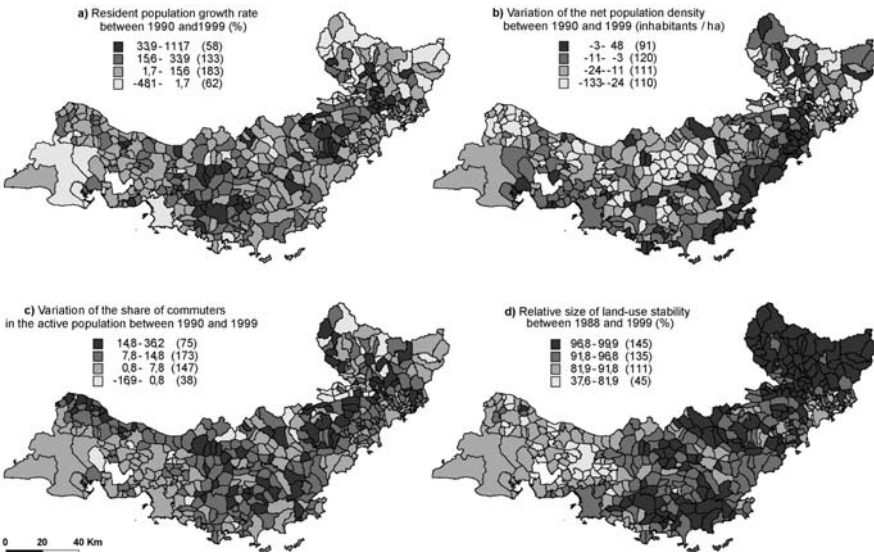 a) Resident population growth rate
between 1990 and1999 (%)
33,9 - 111,7 (58)
15,6 - 33,9 (133)
1,7 - 15,6 (183)
-48,1 - 1,7 (62)
b) Variation of the net population density
between 1990 and 1999 (inhabitants / ha)
-3 - 48 (91)
-11 - -3 (120)
-24 - -11 (111)
-133 - -24 (110)
c) Variation of the share of commuters
in the active population between 1990 and 1999
14,8 - 36,2 (75)
7,8 - 14,8 (173)
0,8 - 7,8 (147)
-16,9 - 0,8 (38)
d) Relative size of land-use stability
between 1988 and 1999 (%)
96,8 - 99,9 (145)
91,8 - 96,8 (135)
81,9 - 91,8 (111)
37,6 - 81,9 (45)
0 20 40 Km